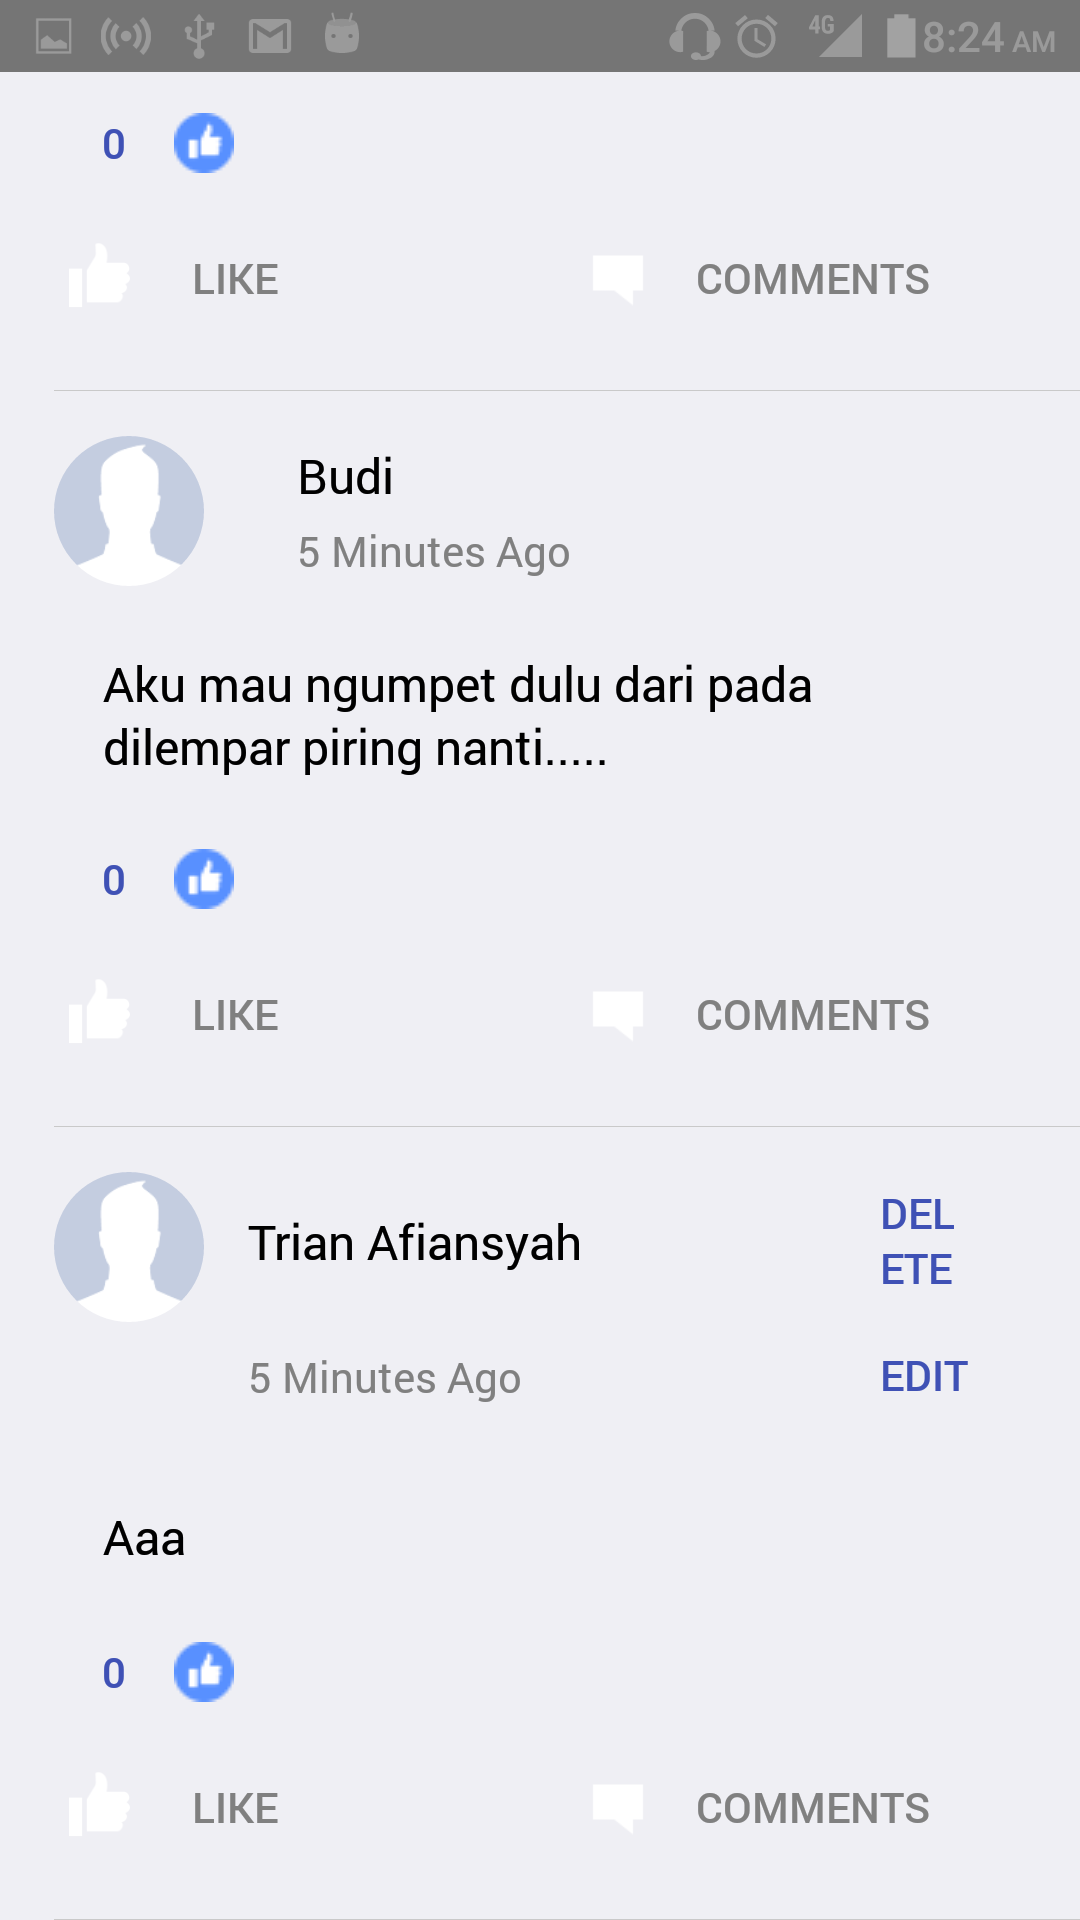 4G 8:24 AM
0
LIKE COMMENTS
Budi
5 Minutes Ago
Aku mau ngumpet dulu dari pada
dilempar piring nanti.....
0
LIKE COMMENTS
Trian Afiansyah
DEL
ETE
5 Minutes Ago EDIT
Aaa
0
LIKE COMMENTS